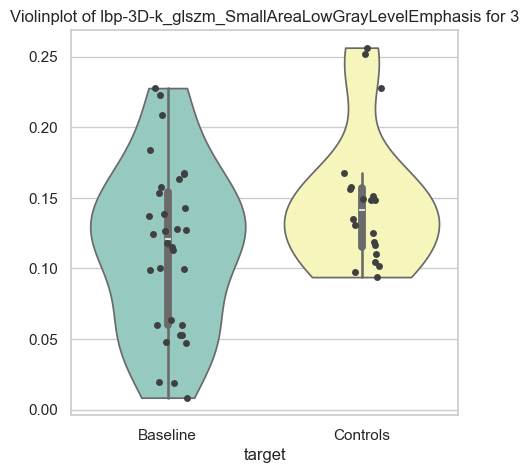 Violinplot of lbp-3D-k_glszm_SmallAreaLowGrayLevelEmphasis for 3
0.25
0.20
0.15
0.10
0.05
0.00
Baseline
Controls
target